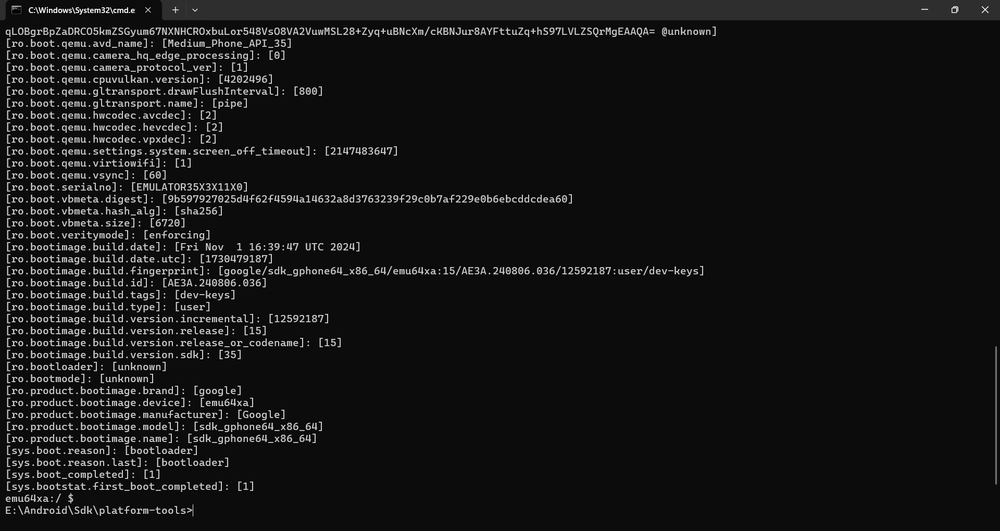 C:\Windows\System32\cmd.e
qLOBgrBpZaDRCO5kmZSGyum67NXNHCROxbuLor548VsO8VA2VuwMSL28+Zyq+uBNcXm/cKBNJur8AYFttuZq+hS97LVLZSQrMgEAAQA= @unknown]
[ro.boot.qemu.avd_name]: [Medium_Phone_API_35]
[ro.boot.qemu.camera_hq_edge_processing]: [0]
[ro.boot.qemu.camera_protocol_ver]: [1]
[ro.boot.qemu.cpuvulkan.version]: [4202496]
[ro.boot.qemu.gltransport.drawFlushInterval]: [800]
[ro.boot.qemu.gltransport.name]: [pipe]
[ro.boot.qemu.hwcodec.avcdec]: [2]
[ro.boot.qemu.hwcodec.hevcdec]: [2]
[ro.boot.qemu.hwcodec.vpxdec]: [2]
[ro.boot.qemu.settings.system.screen_off_timeout]: [2147483647]
[ro.boot.qemu.virtiowifi]: [1]
[ro.boot.qemu.vsync]: [60]
[ro.boot.serialno]: [EMULATOR35X3X11X0]
[ro.boot.vbmeta.digest]: [9b597927025d4f62f4594a14632a8d3763239f29c0b7af229e0b6ebcddcdea60]
[ro.boot.vbmeta.hash_alg]: [sha256]
[ro.boot.vbmeta.size]: [6720]
[ro.boot.veritymode]: [enforcing]
[ro.bootimage.build.date]: [Fri Nov  1 16:39:47 UTC 2024]
[ro.bootimage.build.date.utc]: [1730479187]
[ro.bootimage.build.fingerprint]: [google/sdk_gphone64_x86_64/emu64xa:15/AE3A.240806.036/12592187:user/dev-keys]
[ro.bootimage.build.id]: [AE3A.240806.036]
[ro.bootimage.build.tags]: [dev-keys]
[ro.bootimage.build.type]: [user]
[ro.bootimage.build.version.incremental]: [12592187]
[ro.bootimage.build.version.release]: [15]
[ro.bootimage.build.version.release_or_codename]: [15]
[ro.bootimage.build.version.sdk]: [35]
[ro.bootloader]: [unknown]
[ro.bootmode]: [unknown]
[ro.product.bootimage.brand]: [google]
[ro.product.bootimage.device]: [emu64xa]
[ro.product.bootimage.manufacturer]: [Google]
[ro.product.bootimage.model]: [sdk_gphone64_x86_64]
[ro.product.bootimage.name]: [sdk_gphone64_x86_64]
[sys.boot.reason]: [bootloader]
[sys.boot.reason.last]: [bootloader]
[sys.boot_completed]: [1]
[sys.bootstat.first_boot_completed]: [1]
emu64xa:/ $
E:\Android\Sdk\platform-tools>